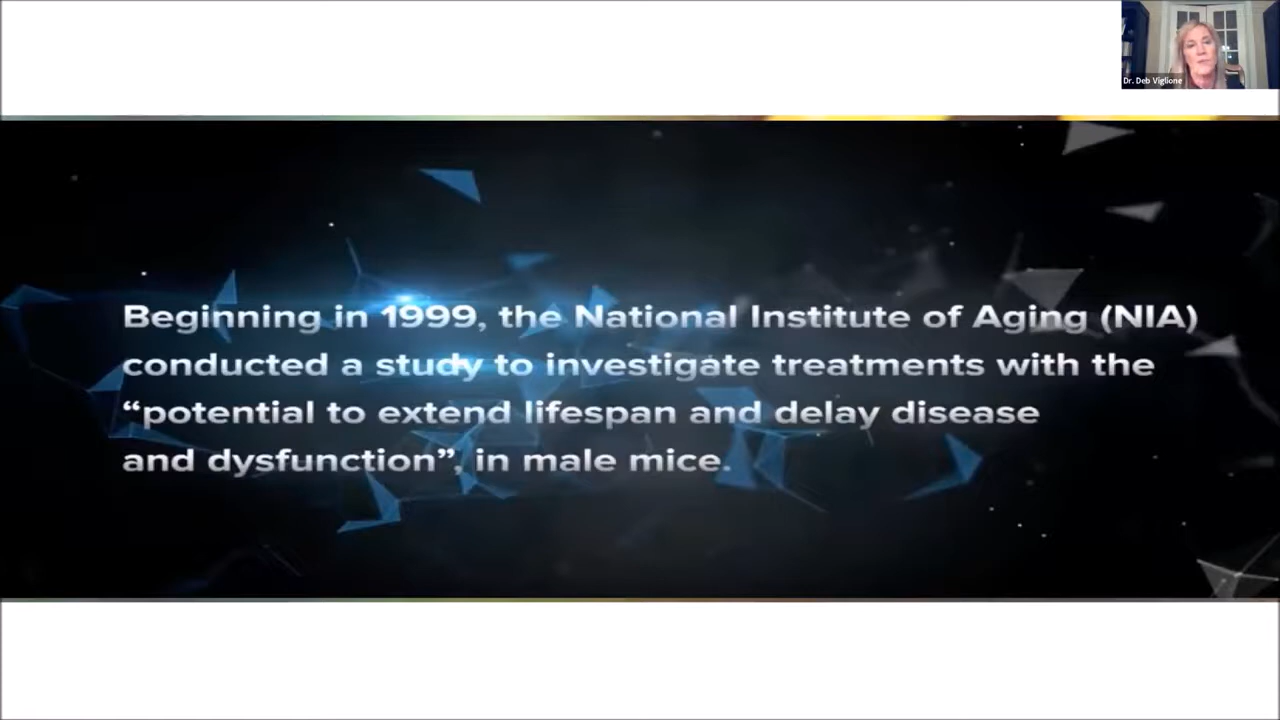 Dr. Deb Viglione
Beginning in 1999, the National Institute of Aging (NIA)
conducted a study to investigate treatments with the
“potential to extend lifespan and delay disease
and dysfunction”, in male mice.